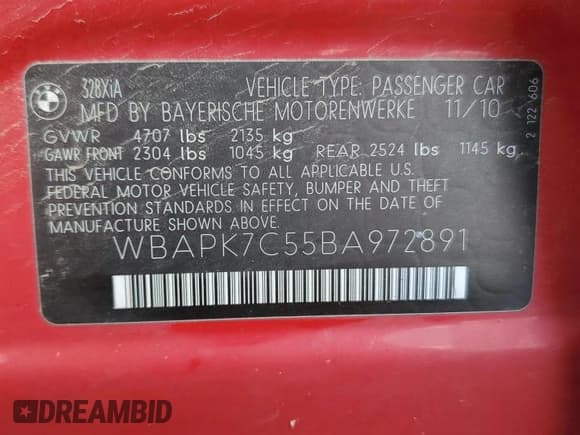 BMW
328XiA
VEHICLE TYPE: PASSENGER CAR
MFD BY BAYERISCHE MOTORENWERKE 11/10
GVWR 4707 lbs 2135 kg
GAWR FRONT 2304 lbs 1045 kg REAR 2524 lbs 1145 kg
THIS VEHICLE CONFORMS TO ALL APPLICABLE U.S.
FEDERAL MOTOR VEHICLE SAFETY, BUMPER AND THEFT
PREVENTION STANDARDS IN EFFECT ON THE DATE OF
MANUFACTURE SHOWN ABOVE.
WBAPK7C55BA972891
2 122 606
DREAMBID